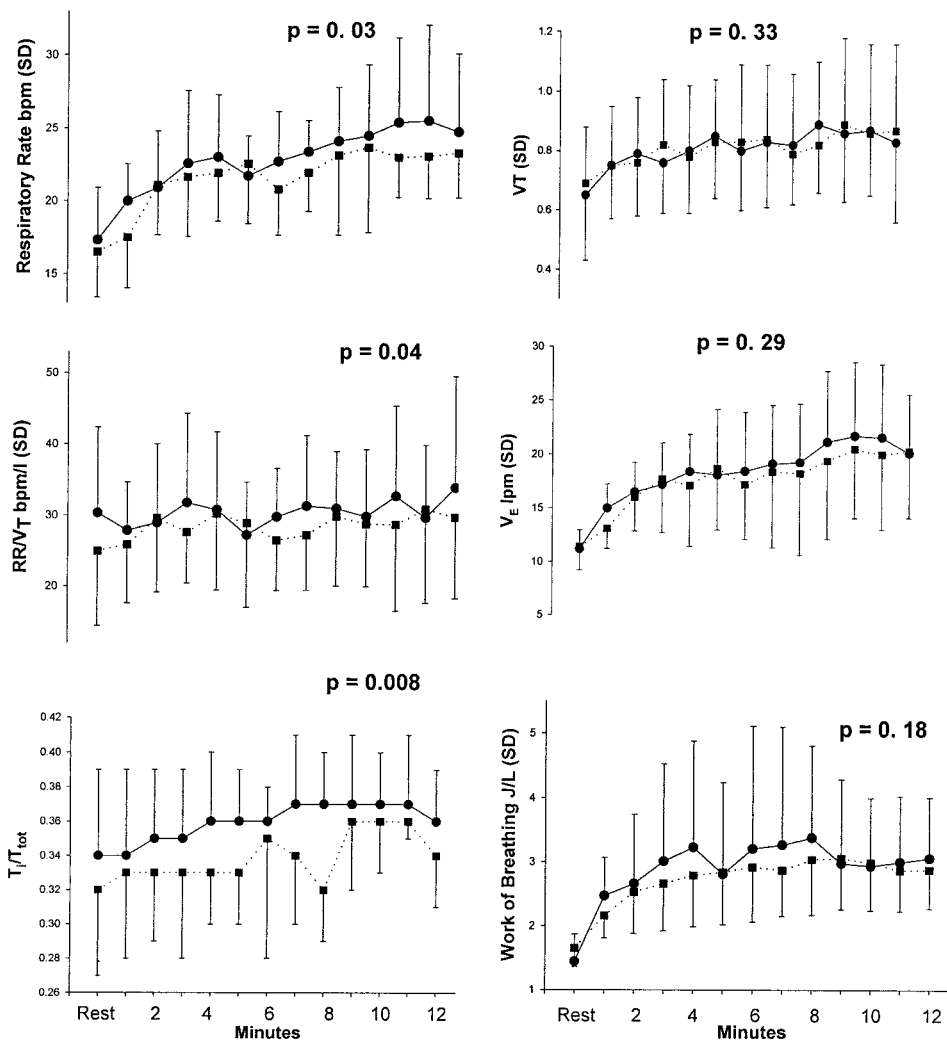 p = 0. 03
Respiratory Rate bpm (SD)
30
25
20
15
p = 0. 33
VT (SD)
1.2
1.0
0.8
0.6
0.4
p = 0.04
RR/VT bpm/l (SD)
50
40
30
20
p = 0. 29
VE lpm (SD)
30
25
20
15
10
5
p = 0.008
Ti/Ttot
0.42
0.40
0.38
0.36
0.34
0.32
0.30
0.28
0.26
Rest 2 4 6 8 10 12
Minutes
p = 0. 18
Work of Breathing J/L (SD)
5
4
3
2
1
Rest 2 4 6 8 10 12
Minutes